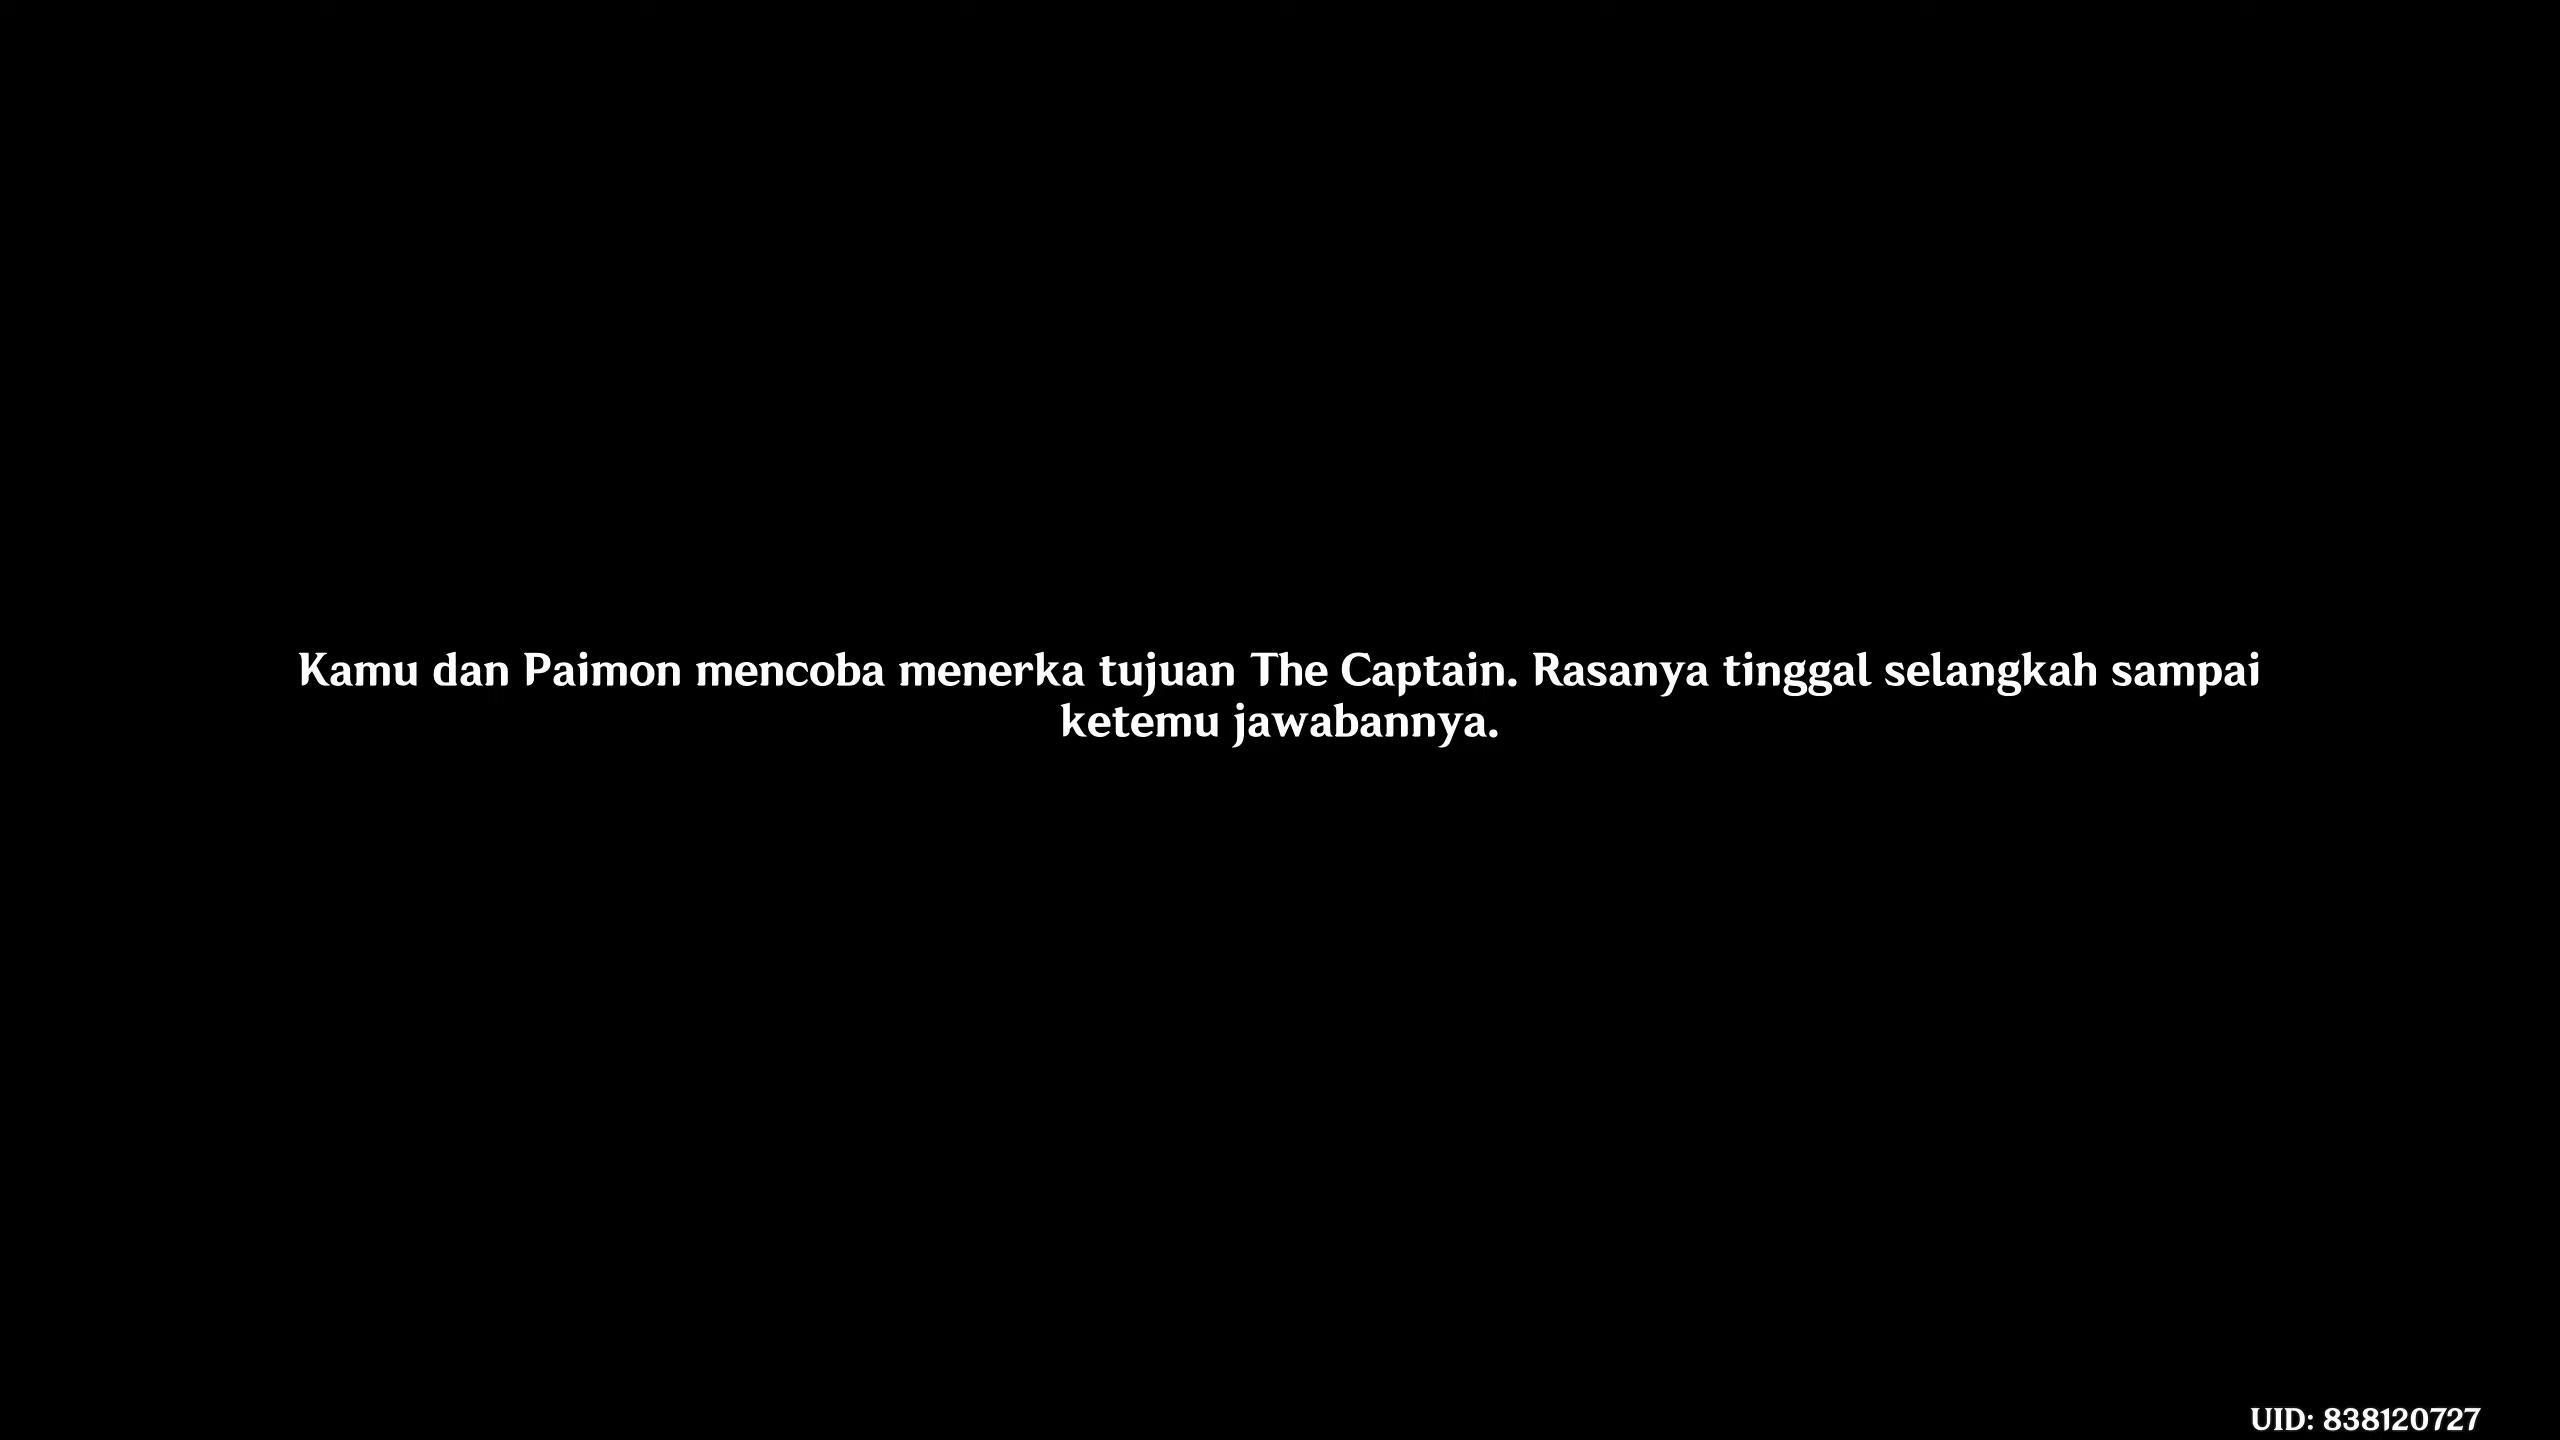 Kamu dan Paimon mencoba menerka tujuan The Captain. Rasanya tinggal selangkah sampai
ketemu jawabannya.
UID: 838120727